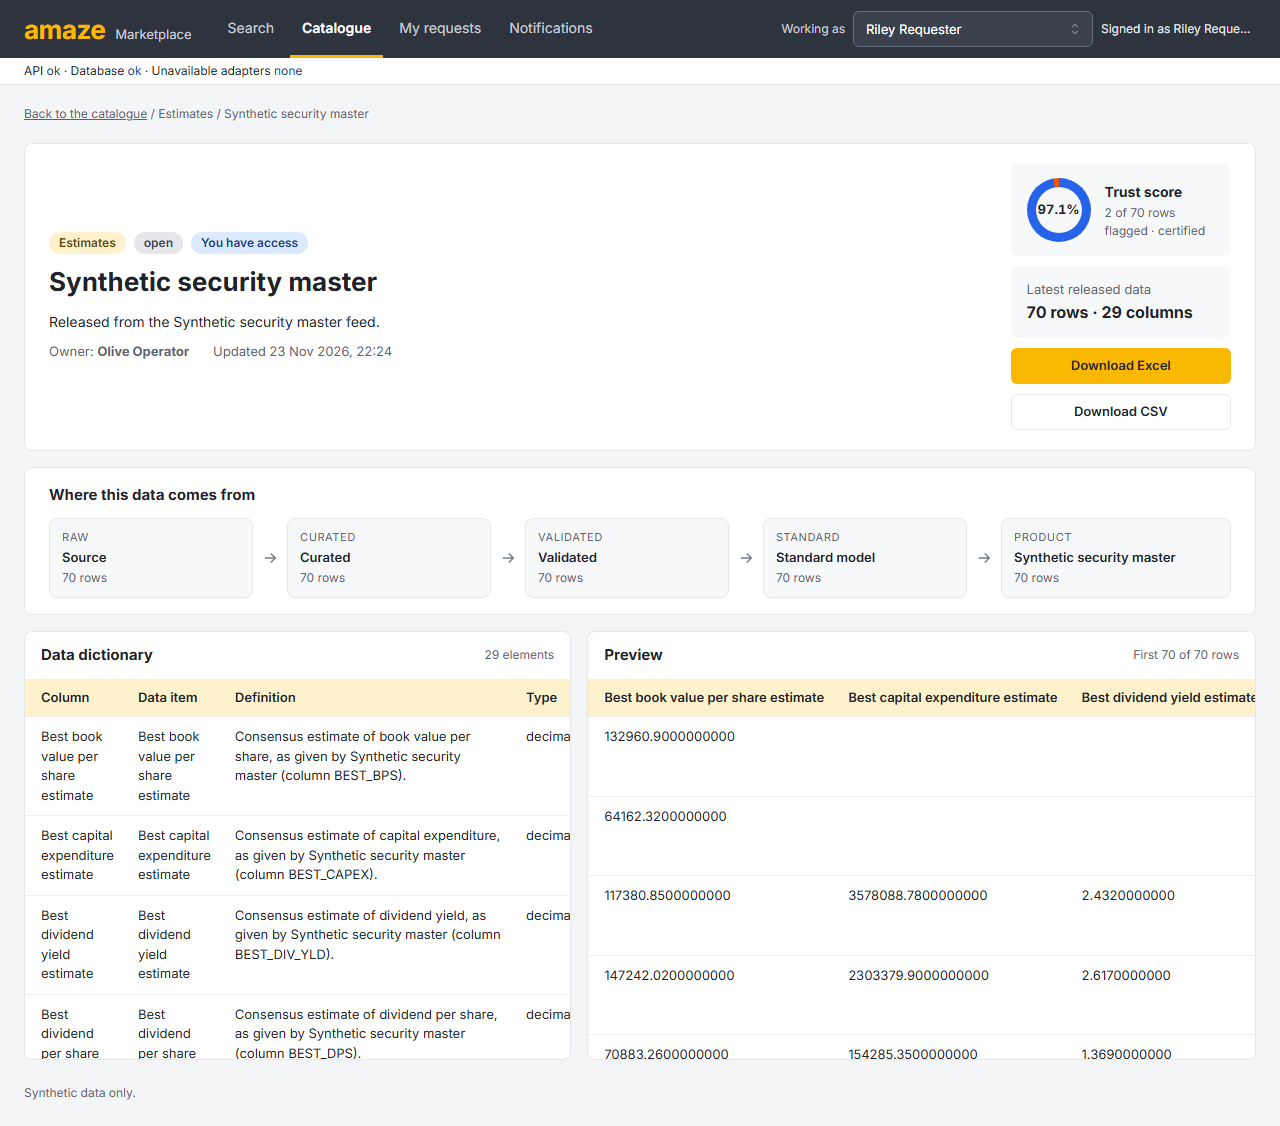 amaze Marketplace Search Catalogue My requests Notifications Working as Riley Requester Signed in as Riley Reque...
API ok · Database ok · Unavailable adapters none
Back to the catalogue / Estimates / Synthetic security master
Estimates open You have access
Synthetic security master
Released from the Synthetic security master feed.
Owner: Olive Operator Updated 23 Nov 2026, 22:24
97.1%
Trust score
2 of 70 rows
flagged · certified
Latest released data
70 rows · 29 columns
Download Excel
Download CSV
Where this data comes from
RAW
Source
70 rows
→
CURATED
Curated
70 rows
→
VALIDATED
Validated
70 rows
→
STANDARD
Standard model
70 rows
→
PRODUCT
Synthetic security master
70 rows
Data dictionary 29 elements
Column Data item Definition Type
Best book value per share estimate Best book value per share estimate Consensus estimate of book value per share, as given by Synthetic security master (column BEST_BPS). decima
Best capital expenditure estimate Best capital expenditure estimate Consensus estimate of capital expenditure, as given by Synthetic security master (column BEST_CAPEX). decima
Best dividend yield estimate Best dividend yield estimate Consensus estimate of dividend yield, as given by Synthetic security master (column BEST_DIV_YLD). decima
Best dividend per share Best dividend per share Consensus estimate of dividend per share, as given by Synthetic security master (column BEST_DPS). decima
Preview First 70 of 70 rows
Best book value per share estimate Best capital expenditure estimate Best dividend yield estimate
132960.9000000000
64162.3200000000
117380.8500000000 3578088.7800000000 2.4320000000
147242.0200000000 2303379.9000000000 2.6170000000
70883.2600000000 154285.3500000000 1.3690000000
Synthetic data only.